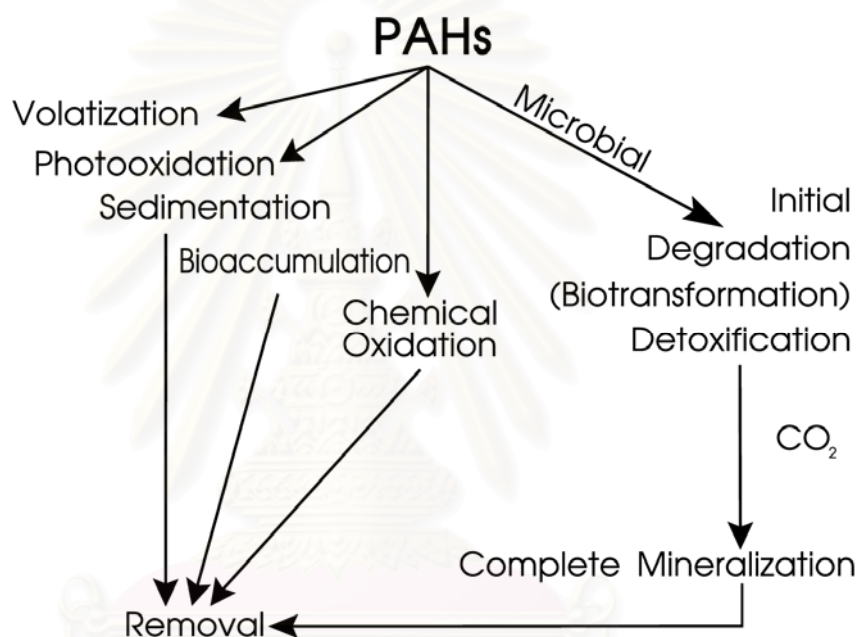 PAHs
Volatization
Microbial
Photooxidation
Sedimentation
Initial
Bioaccumulation
Degradation
(Biotransformation)
Chemical
Oxidation
Detoxification
CO₂
Complete Mineralization
Removal